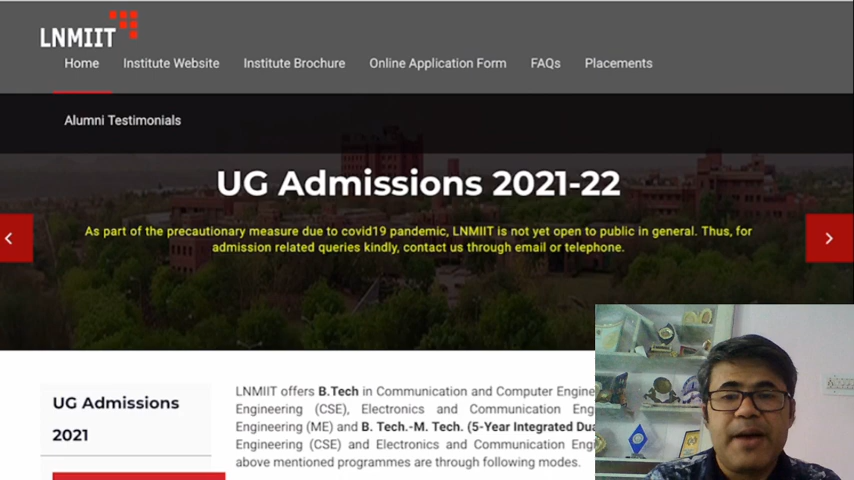 LNMIIT
Home Institute Website Institute Brochure Online Application Form FAQs Placements
Alumni Testimonials
UG Admissions 2021-22
As part of the precautionary measure due to covid19 pandemic, LNMIIT is not yet open to public in general. Thus, for
admission related queries kindly, contact us through email or telephone.
UG Admissions
2021
LNMIIT offers B.Tech in Communication and Computer
Engineering (CSE), Electronics and Communication
Engineering (ME) and B. Tech.-M. Tech. (5-Year Integrated
Engineering (CSE) and Electronics and Communication
above mentioned programmes are through following modes.